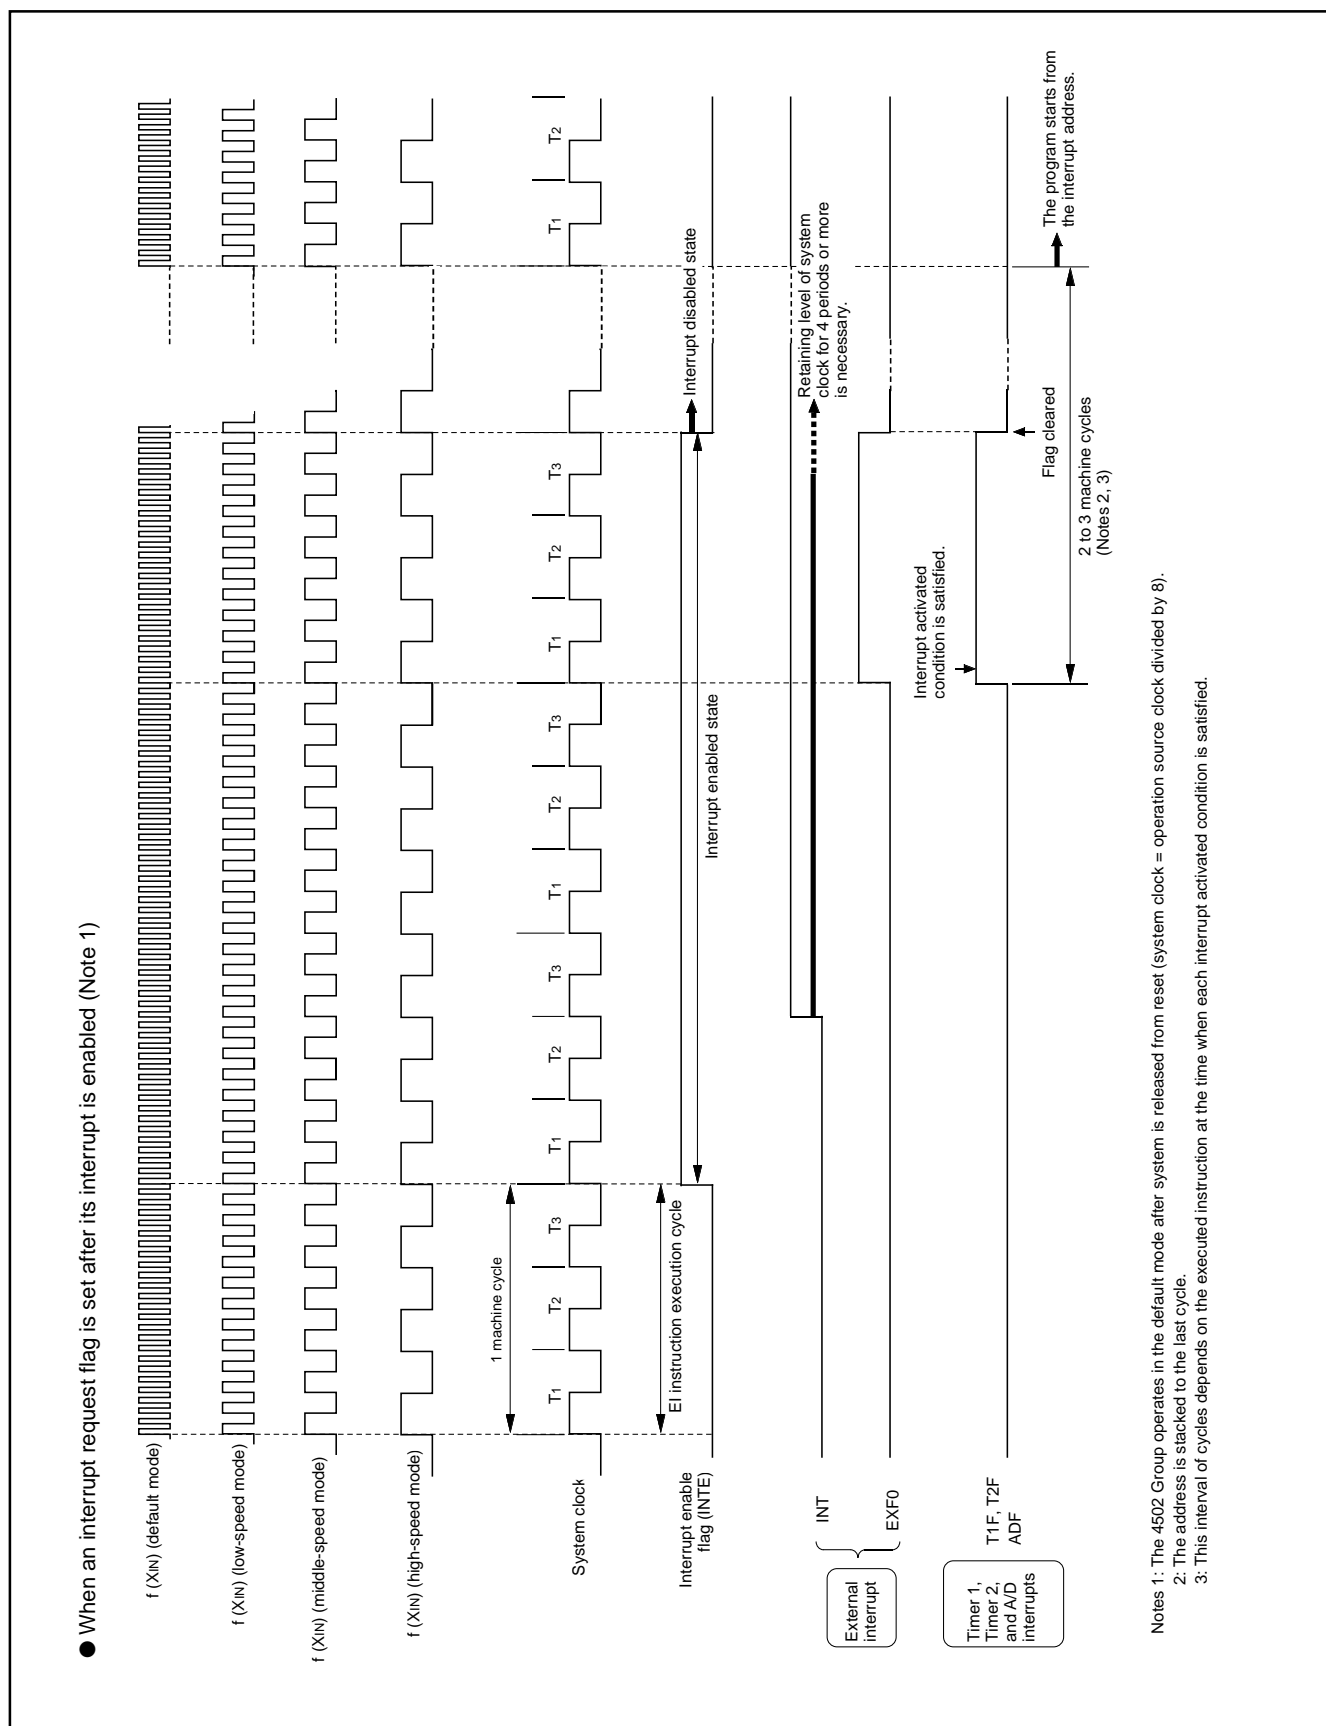 ● When an interrupt request flag is set after its interrupt is enabled (Note 1)
f (XIN) (default mode)
f (XIN) (low-speed mode)
f (XIN) (middle-speed mode)
f (XIN) (high-speed mode)
1 machine cycle
System clock
T1 T2 T3 T1 T2 T3 T1 T2 T3 T1 T2 T3 T1 T2
EI instruction execution cycle
Interrupt enable
flag (INTE)
Interrupt enabled state
Interrupt disabled state
External
interrupt
INT
Retaining level of system
clock for 4 periods or more
is necessary.
EXF0
Timer 1,
Timer 2,
and A/D
interrupts
T1F, T2F
ADF
Interrupt activated
condition is satisfied.
Flag cleared
2 to 3 machine cycles
(Notes 2, 3)
The program starts from
the interrupt address.
Notes 1: The 4502 Group operates in the default mode after system is released from reset (system clock = operation source clock divided by 8).
2: The address is stacked to the last cycle.
3: This interval of cycles depends on the executed instruction at the time when each interrupt activated condition is satisfied.